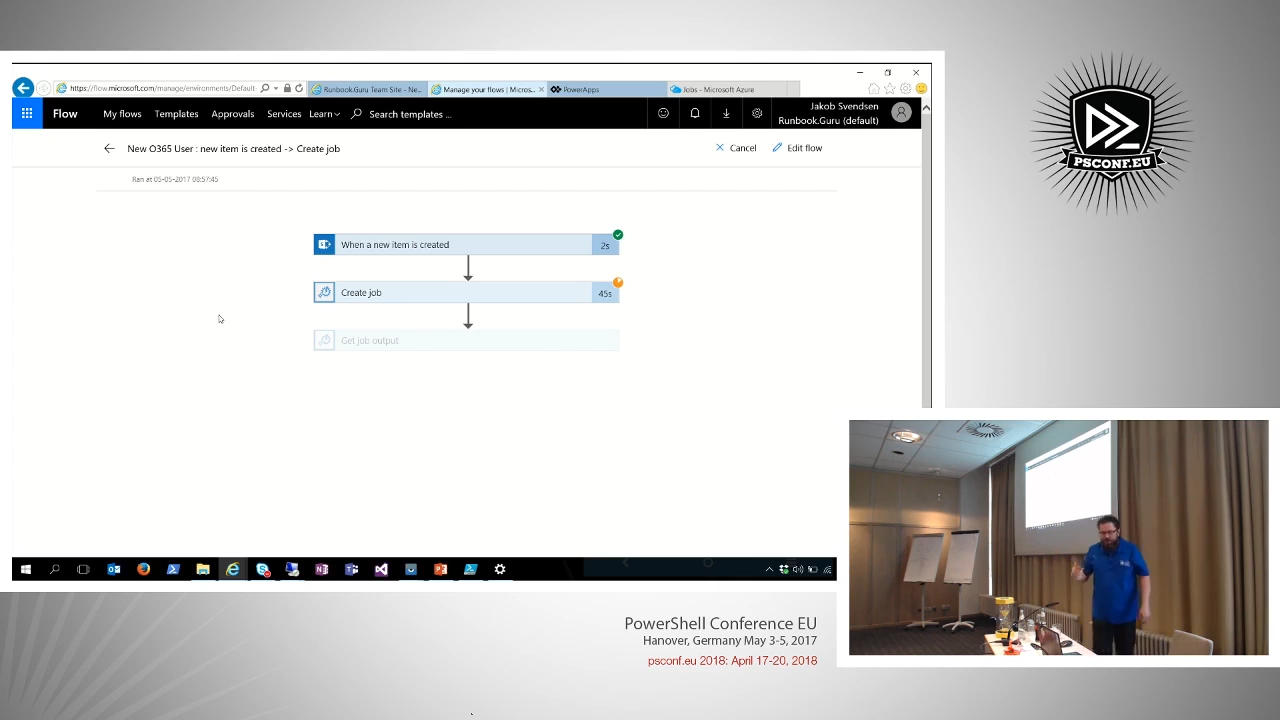 https://flow.microsoft.com/manage/environments/Default-
Runbook.Guru Team Site - Ne...
Manage your flows | Micros...
PowerApps
Jobs - Microsoft Azure
Flow
My flows
Templates
Approvals
Services
Learn
Search templates ...
Jakob Svendsen
Runbook.Guru (default)
New O365 User : new item is created -> Create job
Cancel
Edit flow
Ran at 05-05-2017 08:57:45
When a new item is created
2s
Create job
45s
Get job output
PSCONF.EU
PowerShell Conference EU
Hanover, Germany May 3-5, 2017
psconf.eu 2018: April 17-20, 2018